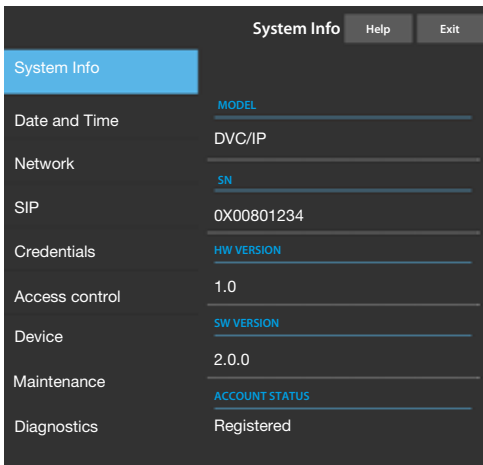 System Info Help Exit
System Info
Date and Time
Network
SIP
Credentials
Access control
Device
Maintenance
Diagnostics
MODEL
DVC/IP
SN
0X00801234
HW VERSION
1.0
SW VERSION
2.0.0
ACCOUNT STATUS
Registered